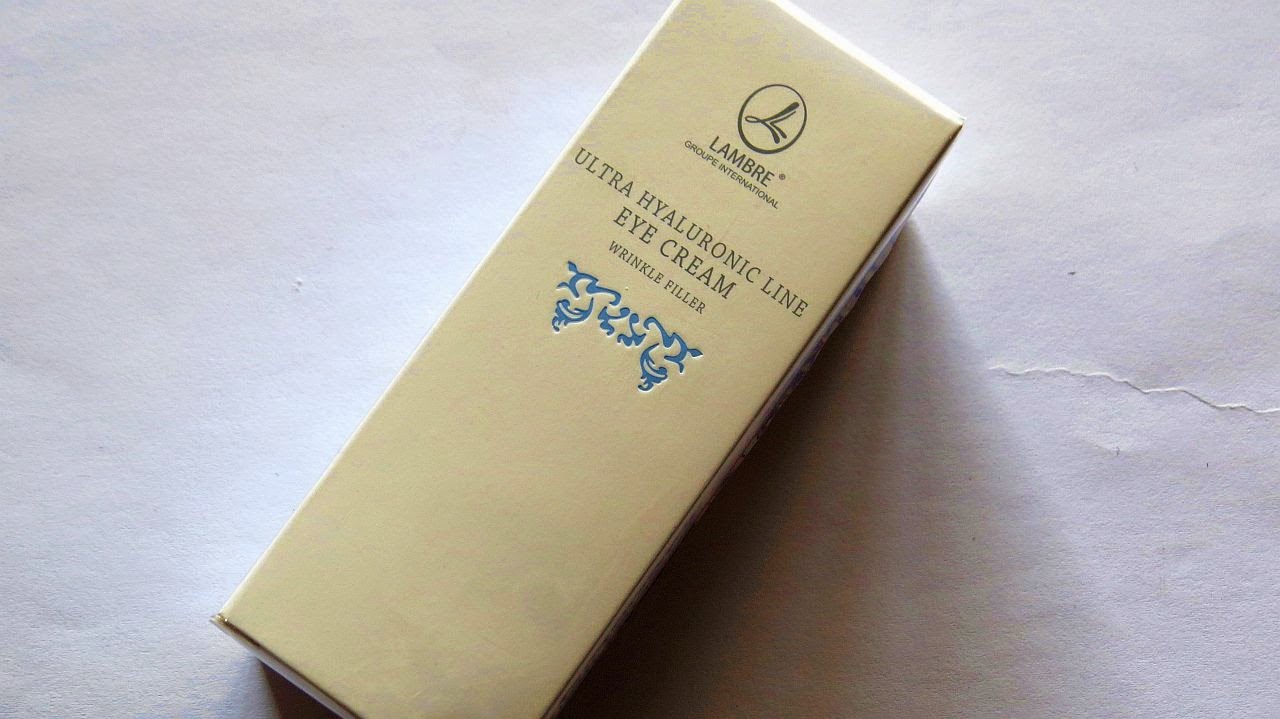 LAMBRE®
GROUPE INTERNATIONAL
ULTRA HYALURONIC LINE
EYE CREAM
WRINKLE FILLER